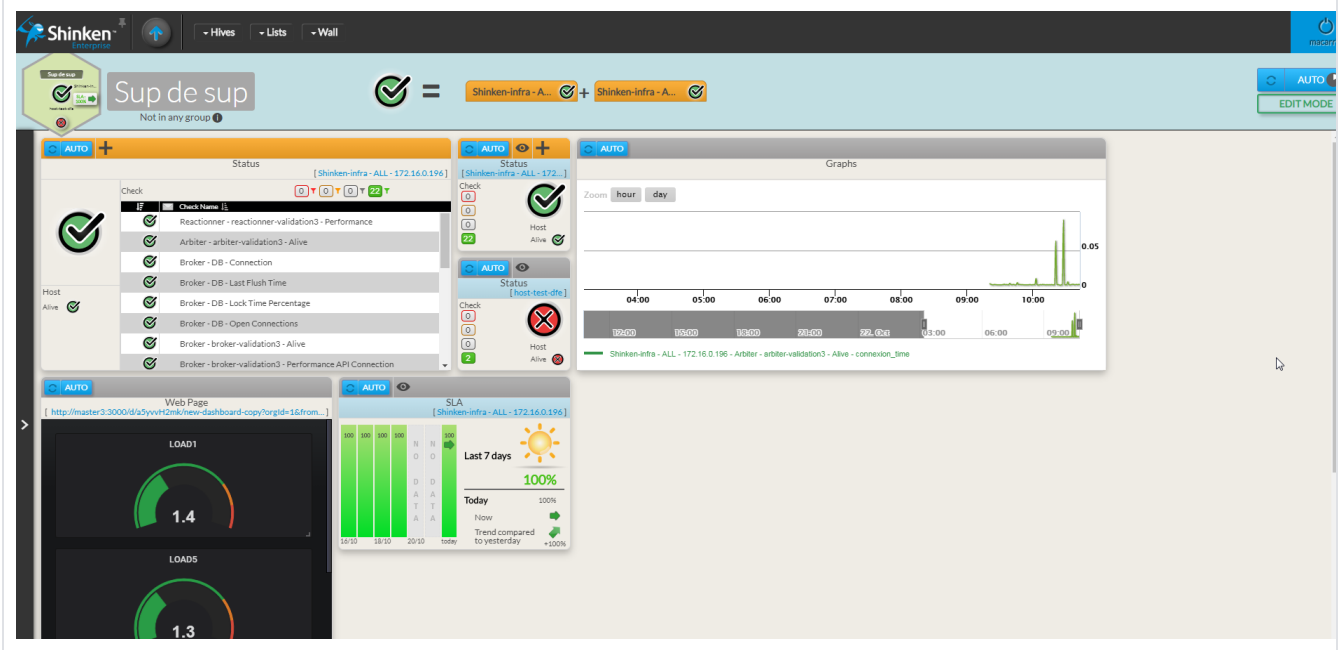 Shinken
Enterprise
Hives
Lists
Wall
Sup de sup
SLA
100%
Sup de sup
Not in any group
=
Shinken-infra - A...
+
Shinken-infra - A...
AUTO
EDIT MODE
AUTO
Status
[ Shinken-infra - ALL - 172.16.0.196 ]
Check
0 0 0 22
Check Name
Reactionner - reactionner-validation3 - Performance
Arbiter - arbiter-validation3 - Alive
Broker - DB - Connection
Broker - DB - Last Flush Time
Broker - DB - Lock Time Percentage
Broker - DB - Open Connections
Broker - broker-validation3 - Alive
Broker - broker-validation3 - Performance API Connection
Host
Alive
AUTO
Status
[ Shinken-infra - ALL - 172... ]
Check
0
0
0
22
Host
Alive
AUTO
Status
[ host-test-dfe ]
Check
0
0
0
2
Host
Alive
AUTO
Graphs
Zoom hour day
0.05
0
04:00 05:00 06:00 07:00 08:00 09:00 10:00
12:00 15:00 18:00 21:00 22. Oct 03:00 06:00 09:00
Shinken-infra - ALL - 172.16.0.196 - Arbiter - arbiter-validation3 - Alive - connexion_time
AUTO
Web Page
[ http://master3:3000/d/a5yvvH2mk/new-dashboard-copy?orgId=1&from... ]
LOAD1
1.4
LOAD5
1.3
AUTO
SLA
[ Shinken-infra - ALL - 172.16.0.196 ]
100 100 100 100 NO DATA NO DATA 100
16/10 18/10 20/10 today
Last 7 days
100%
Today 100%
Now
Trend compared
to yesterday +100%